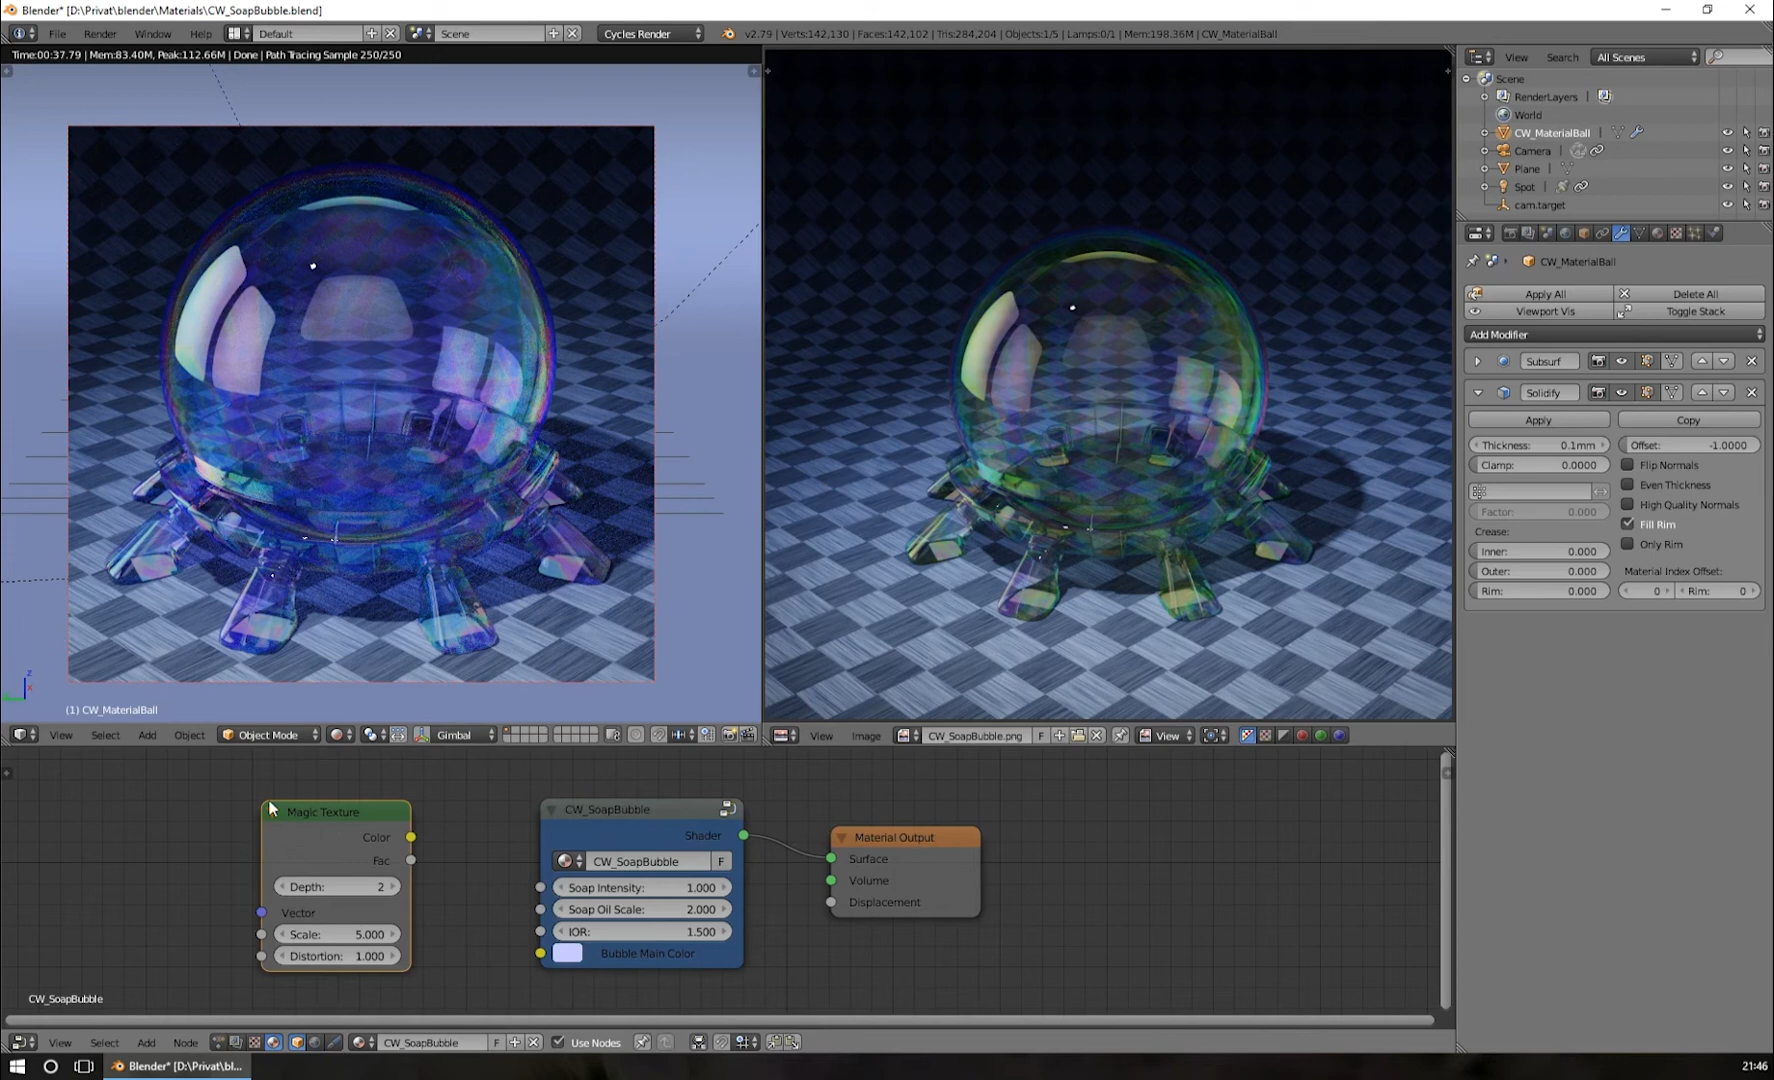 Blender* [D:\Privat\blender\Materials\CW_SoapBubble.blend]
File Render Window Help Default Scene Cycles Render v2.79 | Verts:142,130 | Faces:142,102 | Tris:284,204 | Objects:1/5 | Lamps:0/1 | Mem:198.36M | CW_MaterialBall
Time:00:37.79 | Mem:83.40M, Peak:112.66M | Done | Path Tracing Sample 250/250
View Search All Scenes
Scene
RenderLayers
World
CW_MaterialBall
Camera
Plane
Spot
cam.target
CW_MaterialBall
Apply All Delete All
Viewport Vis Toggle Stack
Add Modifier
Subsurf
Solidify
Apply Copy
Thickness: 0.1mm Offset: -1.0000
Clamp: 0.0000 Flip Normals
Even Thickness
High Quality Normals
Factor: 0.000
Fill Rim
Crease:
Only Rim
Inner: 0.000
Outer: 0.000 Material Index Offset:
Rim: 0.000 0 Rim: 0
z
x
(1) CW_MaterialBall
View Select Add Object Object Mode Gimbal
View Image CW_SoapBubble.png F View
Magic Texture
Color
Fac
Depth: 2
Vector
Scale: 5.000
Distortion: 1.000
CW_SoapBubble
Shader
CW_SoapBubble F
Soap Intensity: 1.000
Soap Oil Scale: 2.000
IOR: 1.500
Bubble Main Color
Material Output
Surface
Volume
Displacement
CW_SoapBubble
View Select Add Node CW_SoapBubble F Use Nodes
Blender* [D:\Privat\bl...
21:46